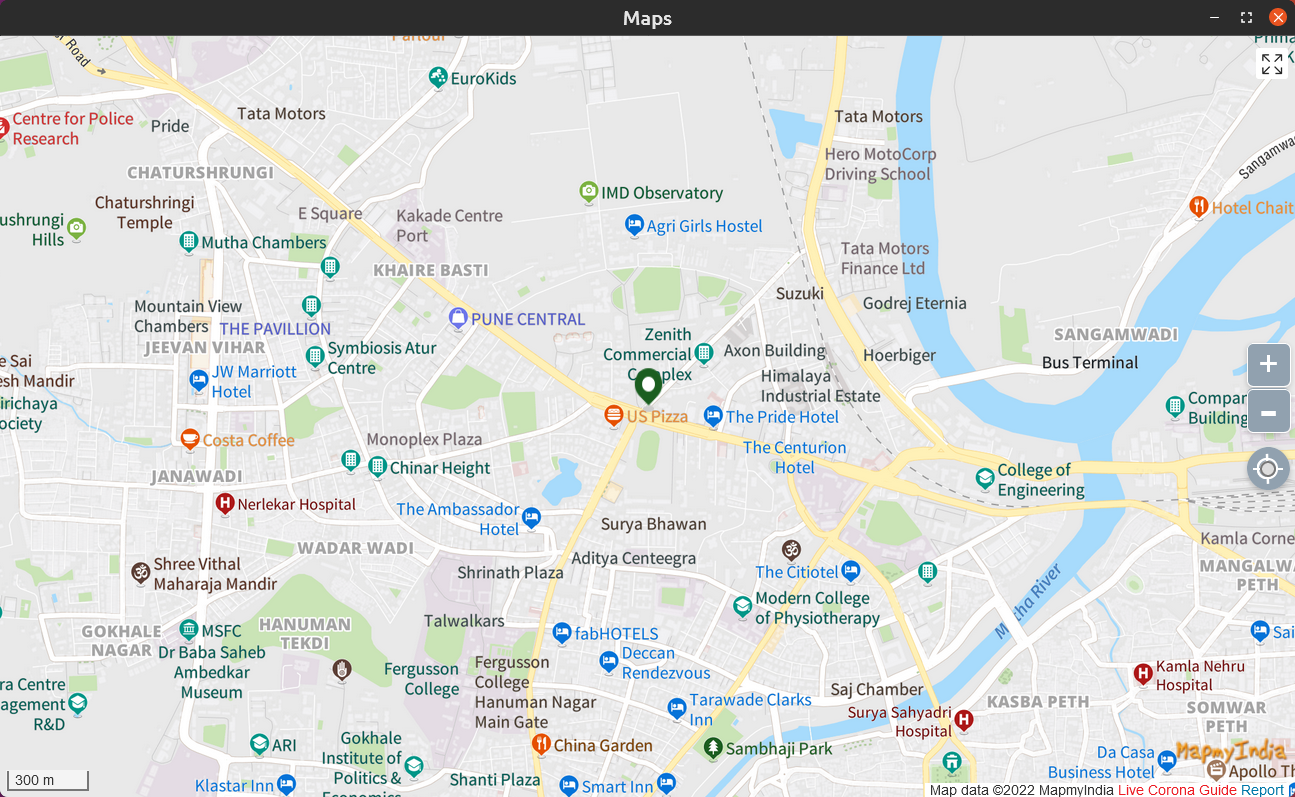 Maps
Parlour
r Road
EuroKids
Tata Motors
Centre for Police
Research
Pride
Tata Motors
Hero MotoCorp
Driving School
Sangamwa
CHATURSHRUNGI
Chaturshringi
Temple
E Square
Kakade Centre
Port
IMD Observatory
Agri Girls Hostel
Hotel Chait
ushrungi
Hills
Mutha Chambers
KHAIRE BASTI
Tata Motors
Finance Ltd
Suzuki
Godrej Eternia
Mountain View
Chambers
THE PAVILLION
PUNE CENTRAL
JEEVAN VIHAR
Symbiosis Atur
Centre
Zenith
Commercial
Complex
Axon Building
Hoerbiger
SANGAMWADI
Bus Terminal
e Sai
esh Mandir
JW Marriott
Hotel
Himalaya
Industrial Estate
irichaya
ociety
US Pizza
The Pride Hotel
Compan
Building
Costa Coffee
Monoplex Plaza
The Centurion
Hotel
JANAWADI
Chinar Height
College of
Engineering
Nerlekar Hospital
The Ambassador
Hotel
Surya Bhawan
Kamla Corne
WADAR WADI
Aditya Centeegra
Shree Vithal
Maharaja Mandir
Shrinath Plaza
The Citiotel
MANGALWA
PETH
Modern College
of Physiotherapy
Mutha River
GOKHALE
NAGAR
MSFC
Dr Baba Saheb
Ambedkar
Museum
HANUMAN
TEKDI
Talwalkars
fabHOTELS
Deccan
Rendezvous
Sai
Fergusson
College
Fergusson
College
Hanuman Nagar
Main Gate
Kamla Nehru
Hospital
ra Centre
agement
R&D
Tarawade Clarks
Inn
Saj Chamber
Surya Sahyadri
Hospital
KASBA PETH
SOMWAR
PETH
ARI
Gokhale
Institute of
Politics &
Economics
China Garden
Sambhaji Park
Da Casa
Business Hotel
MapmyIndia
Apollo Th
300 m
Klastar Inn
Shanti Plaza
Smart Inn
Map data ©2022 MapmyIndia Live Corona Guide Report